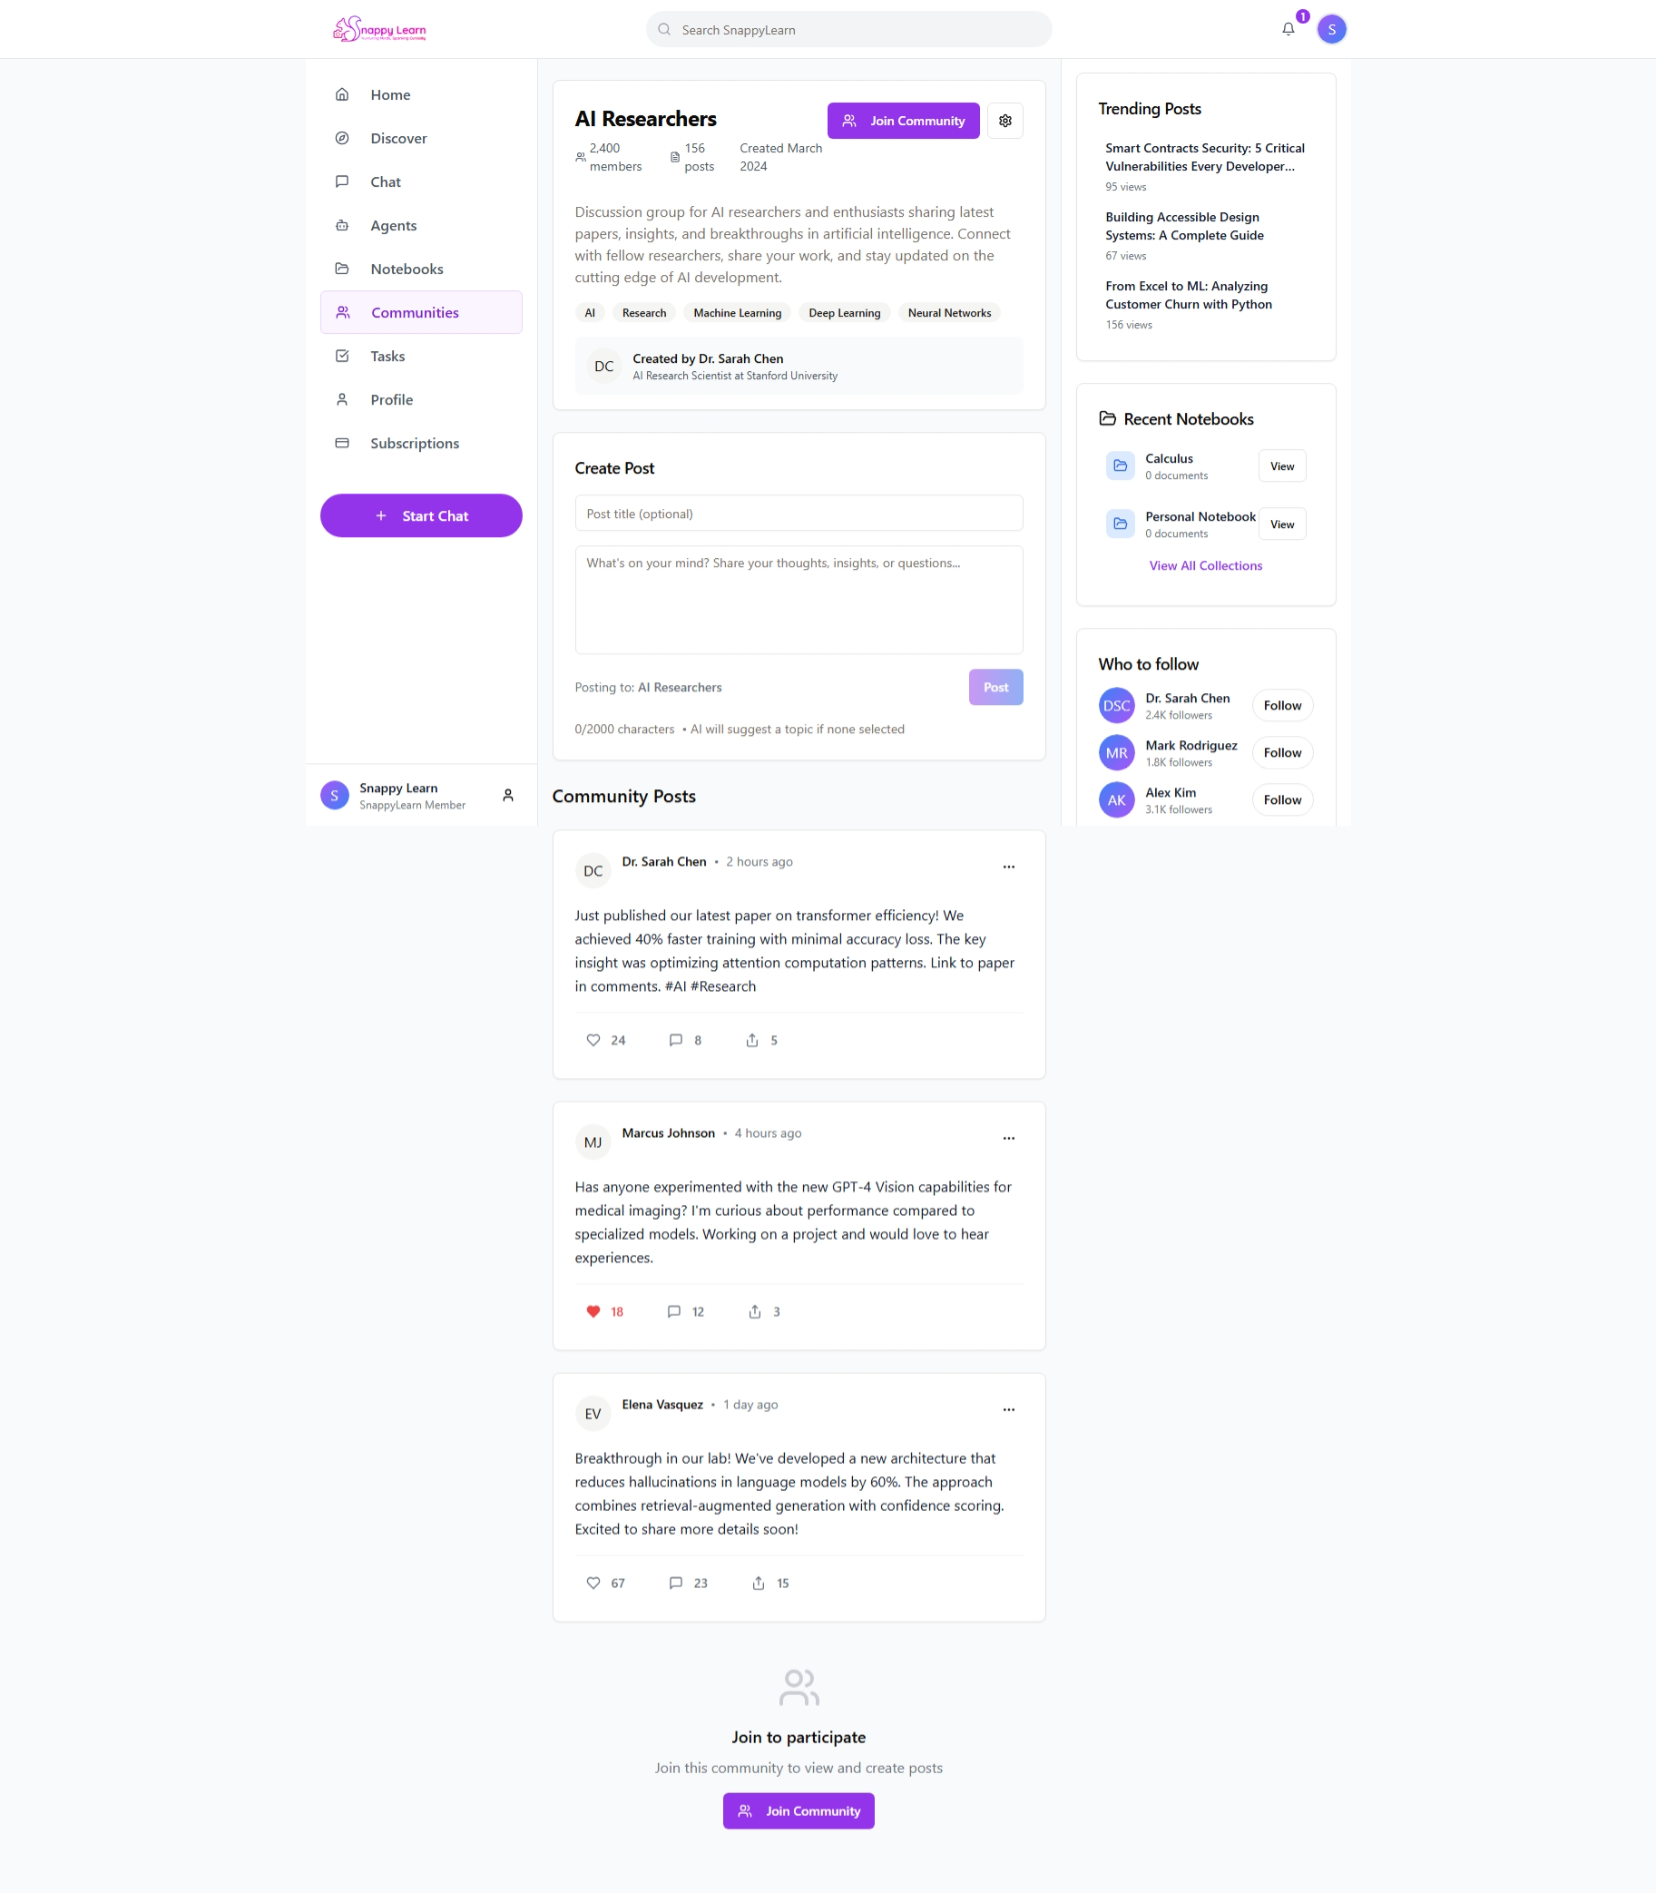 Snappy Learn
Search SnappyLearn
1
S
Home
Discover
Chat
Agents
Notebooks
Communities
Tasks
Profile
Subscriptions
+ Start Chat
S
Snappy Learn
SnappyLearn Member
AI Researchers
Join Community
2,400
members
156
posts
Created March
2024
Discussion group for AI researchers and enthusiasts sharing latest
papers, insights, and breakthroughs in artificial intelligence. Connect
with fellow researchers, share your work, and stay updated on the
cutting edge of AI development.
AI Research Machine Learning Deep Learning Neural Networks
DC
Created by Dr. Sarah Chen
AI Research Scientist at Stanford University
Create Post
Post title (optional)
What's on your mind? Share your thoughts, insights, or questions...
Posting to: AI Researchers
Post
0/2000 characters • AI will suggest a topic if none selected
Community Posts
DC
Dr. Sarah Chen • 2 hours ago
Just published our latest paper on transformer efficiency! We
achieved 40% faster training with minimal accuracy loss. The key
insight was optimizing attention computation patterns. Link to paper
in comments. #AI #Research
24 8 5
MJ
Marcus Johnson • 4 hours ago
Has anyone experimented with the new GPT-4 Vision capabilities for
medical imaging? I'm curious about performance compared to
specialized models. Working on a project and would love to hear
experiences.
18 12 3
EV
Elena Vasquez • 1 day ago
Breakthrough in our lab! We've developed a new architecture that
reduces hallucinations in language models by 60%. The approach
combines retrieval-augmented generation with confidence scoring.
Excited to share more details soon!
67 23 15
Join to participate
Join this community to view and create posts
Join Community
Trending Posts
Smart Contracts Security: 5 Critical
Vulnerabilities Every Developer...
95 views
Building Accessible Design
Systems: A Complete Guide
67 views
From Excel to ML: Analyzing
Customer Churn with Python
156 views
Recent Notebooks
Calculus
0 documents
View
Personal Notebook
0 documents
View
View All Collections
Who to follow
DSC
Dr. Sarah Chen
2.4K followers
Follow
MR
Mark Rodriguez
1.8K followers
Follow
AK
Alex Kim
3.1K followers
Follow